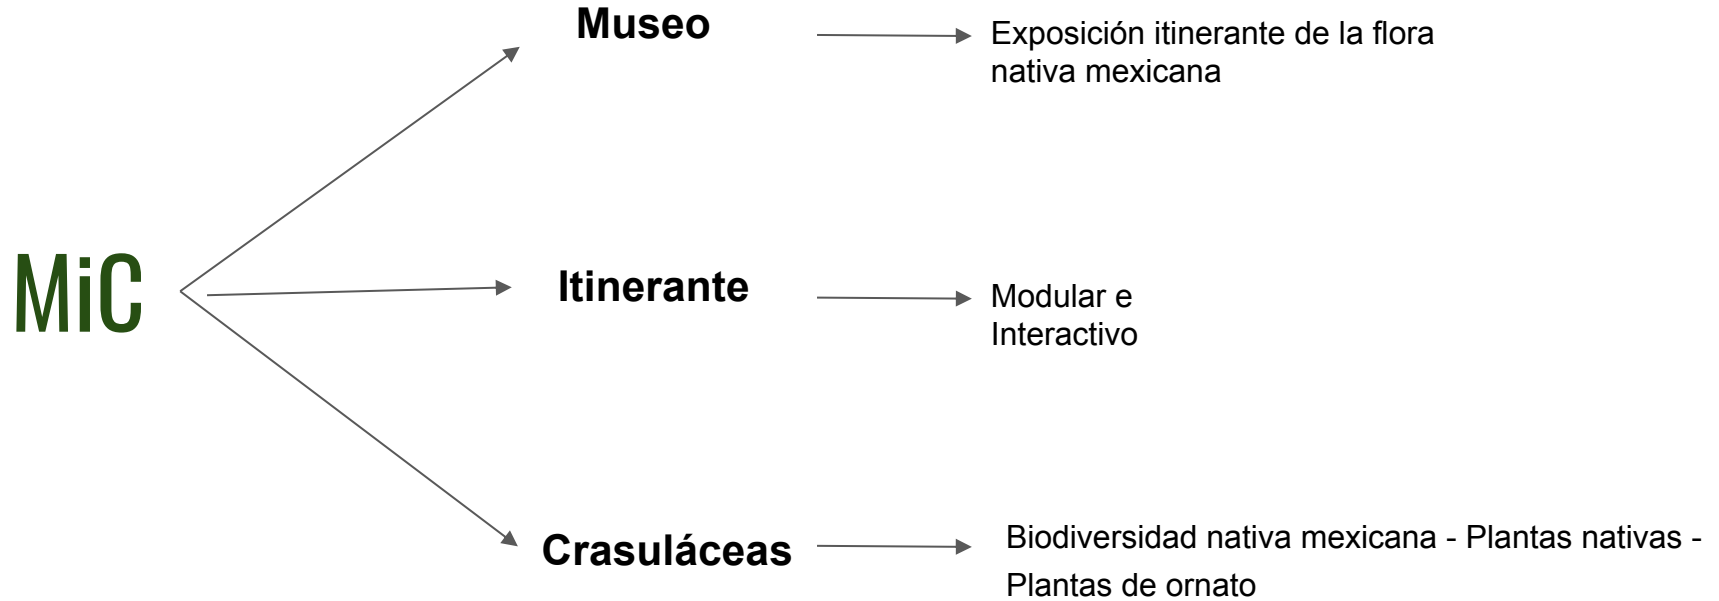 Museo
Exposición itinerante de la flora
nativa mexicana
MiC
Itinerante
Modular e
Interactivo
Crasuláceas
Biodiversidad nativa mexicana - Plantas nativas -
Plantas de ornato